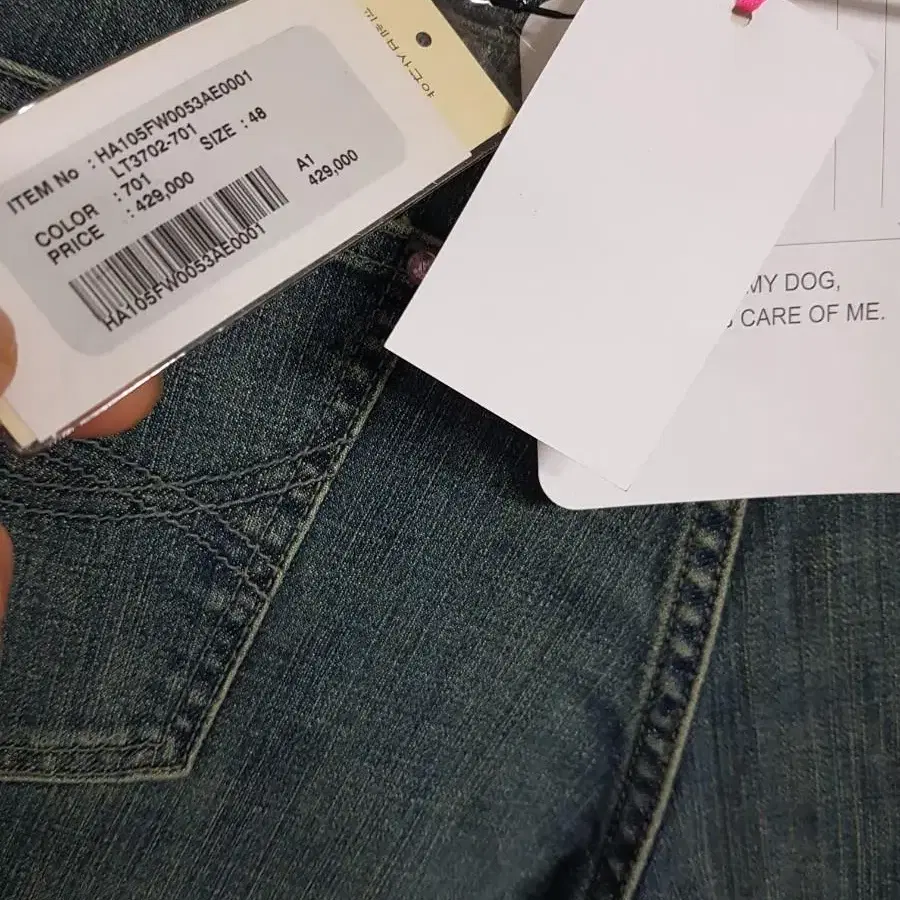 ITEM No : HA105FW0053AE0001
LT3702-701
COLOR : 701 SIZE : 48
PRICE : 429,000
A1
429,000
HA105FW0053AE0001
MY DOG,
CARE OF ME.